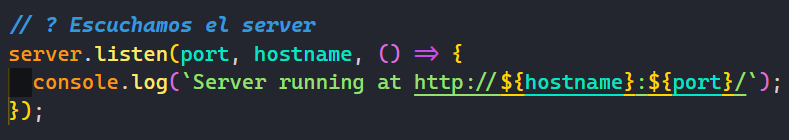 // ? Escuchamos el server
server.listen(port, hostname, () => {
  console.log(`Server running at http://${hostname}:${port}/`);
});